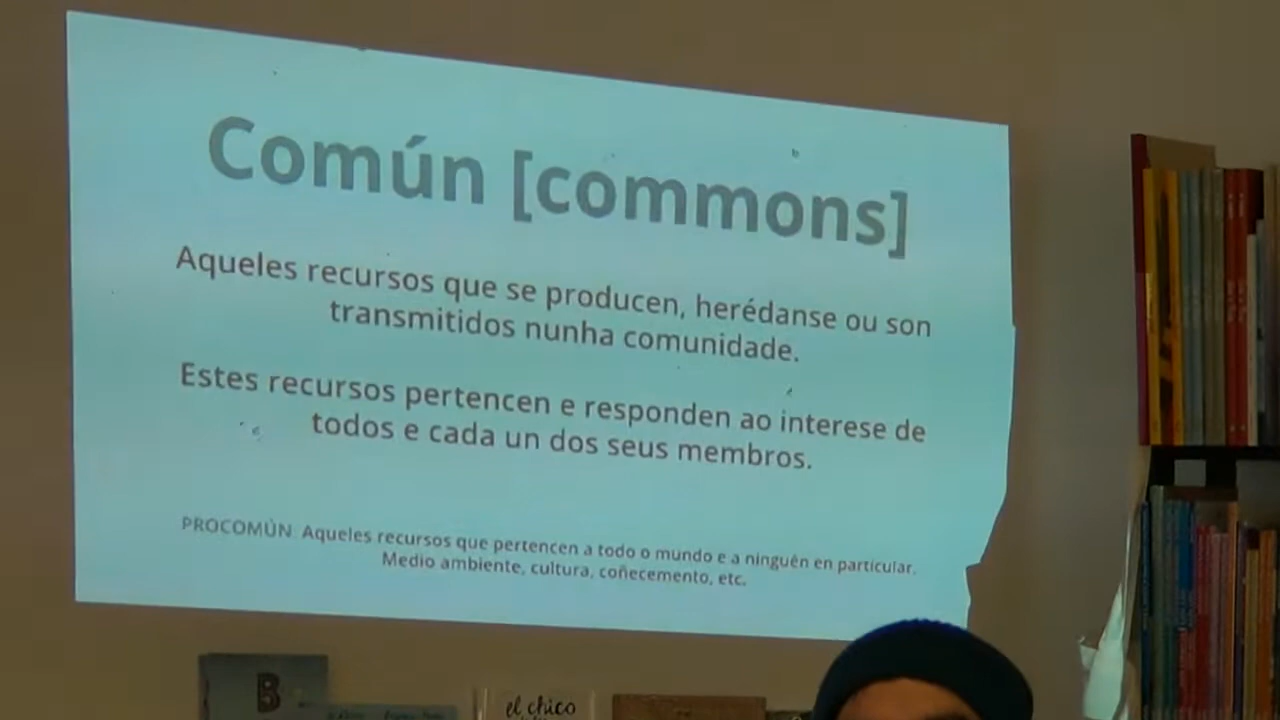 Común [commons]
Aqueles recursos que se producen, herédanse ou son
transmitidos nunha comunidade.
Estes recursos pertencen e responden ao interese de
todos e cada un dos seus membros.
PROCOMÚN: Aqueles recursos que pertencen a todo o mundo e a ninguén en particular.
Medio ambiente, cultura, coñecemento, etc.
B
el chico